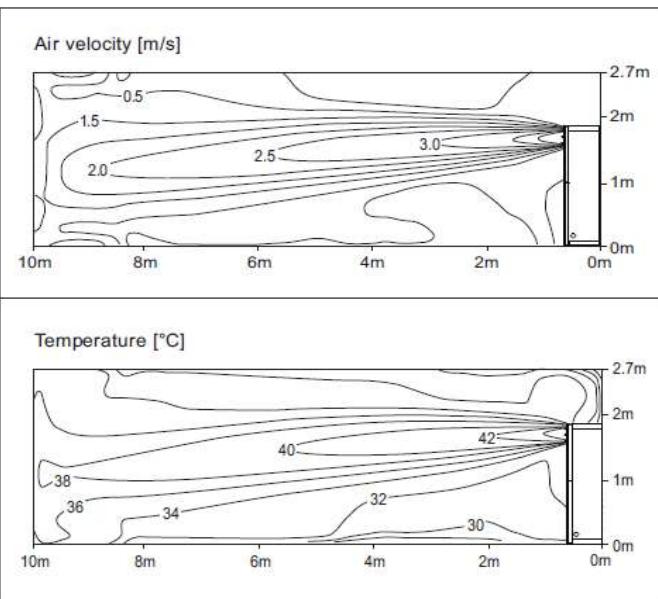 Air velocity [m/s]
2.7m
0.5
2m
1.5
3.0
2.5
2.0
1m
0m
10m 8m 6m 4m 2m 0m
Temperature [°C]
2.7m
2m
42
40
38
1m
32
36
34
30
0m
10m 8m 6m 4m 2m 0m